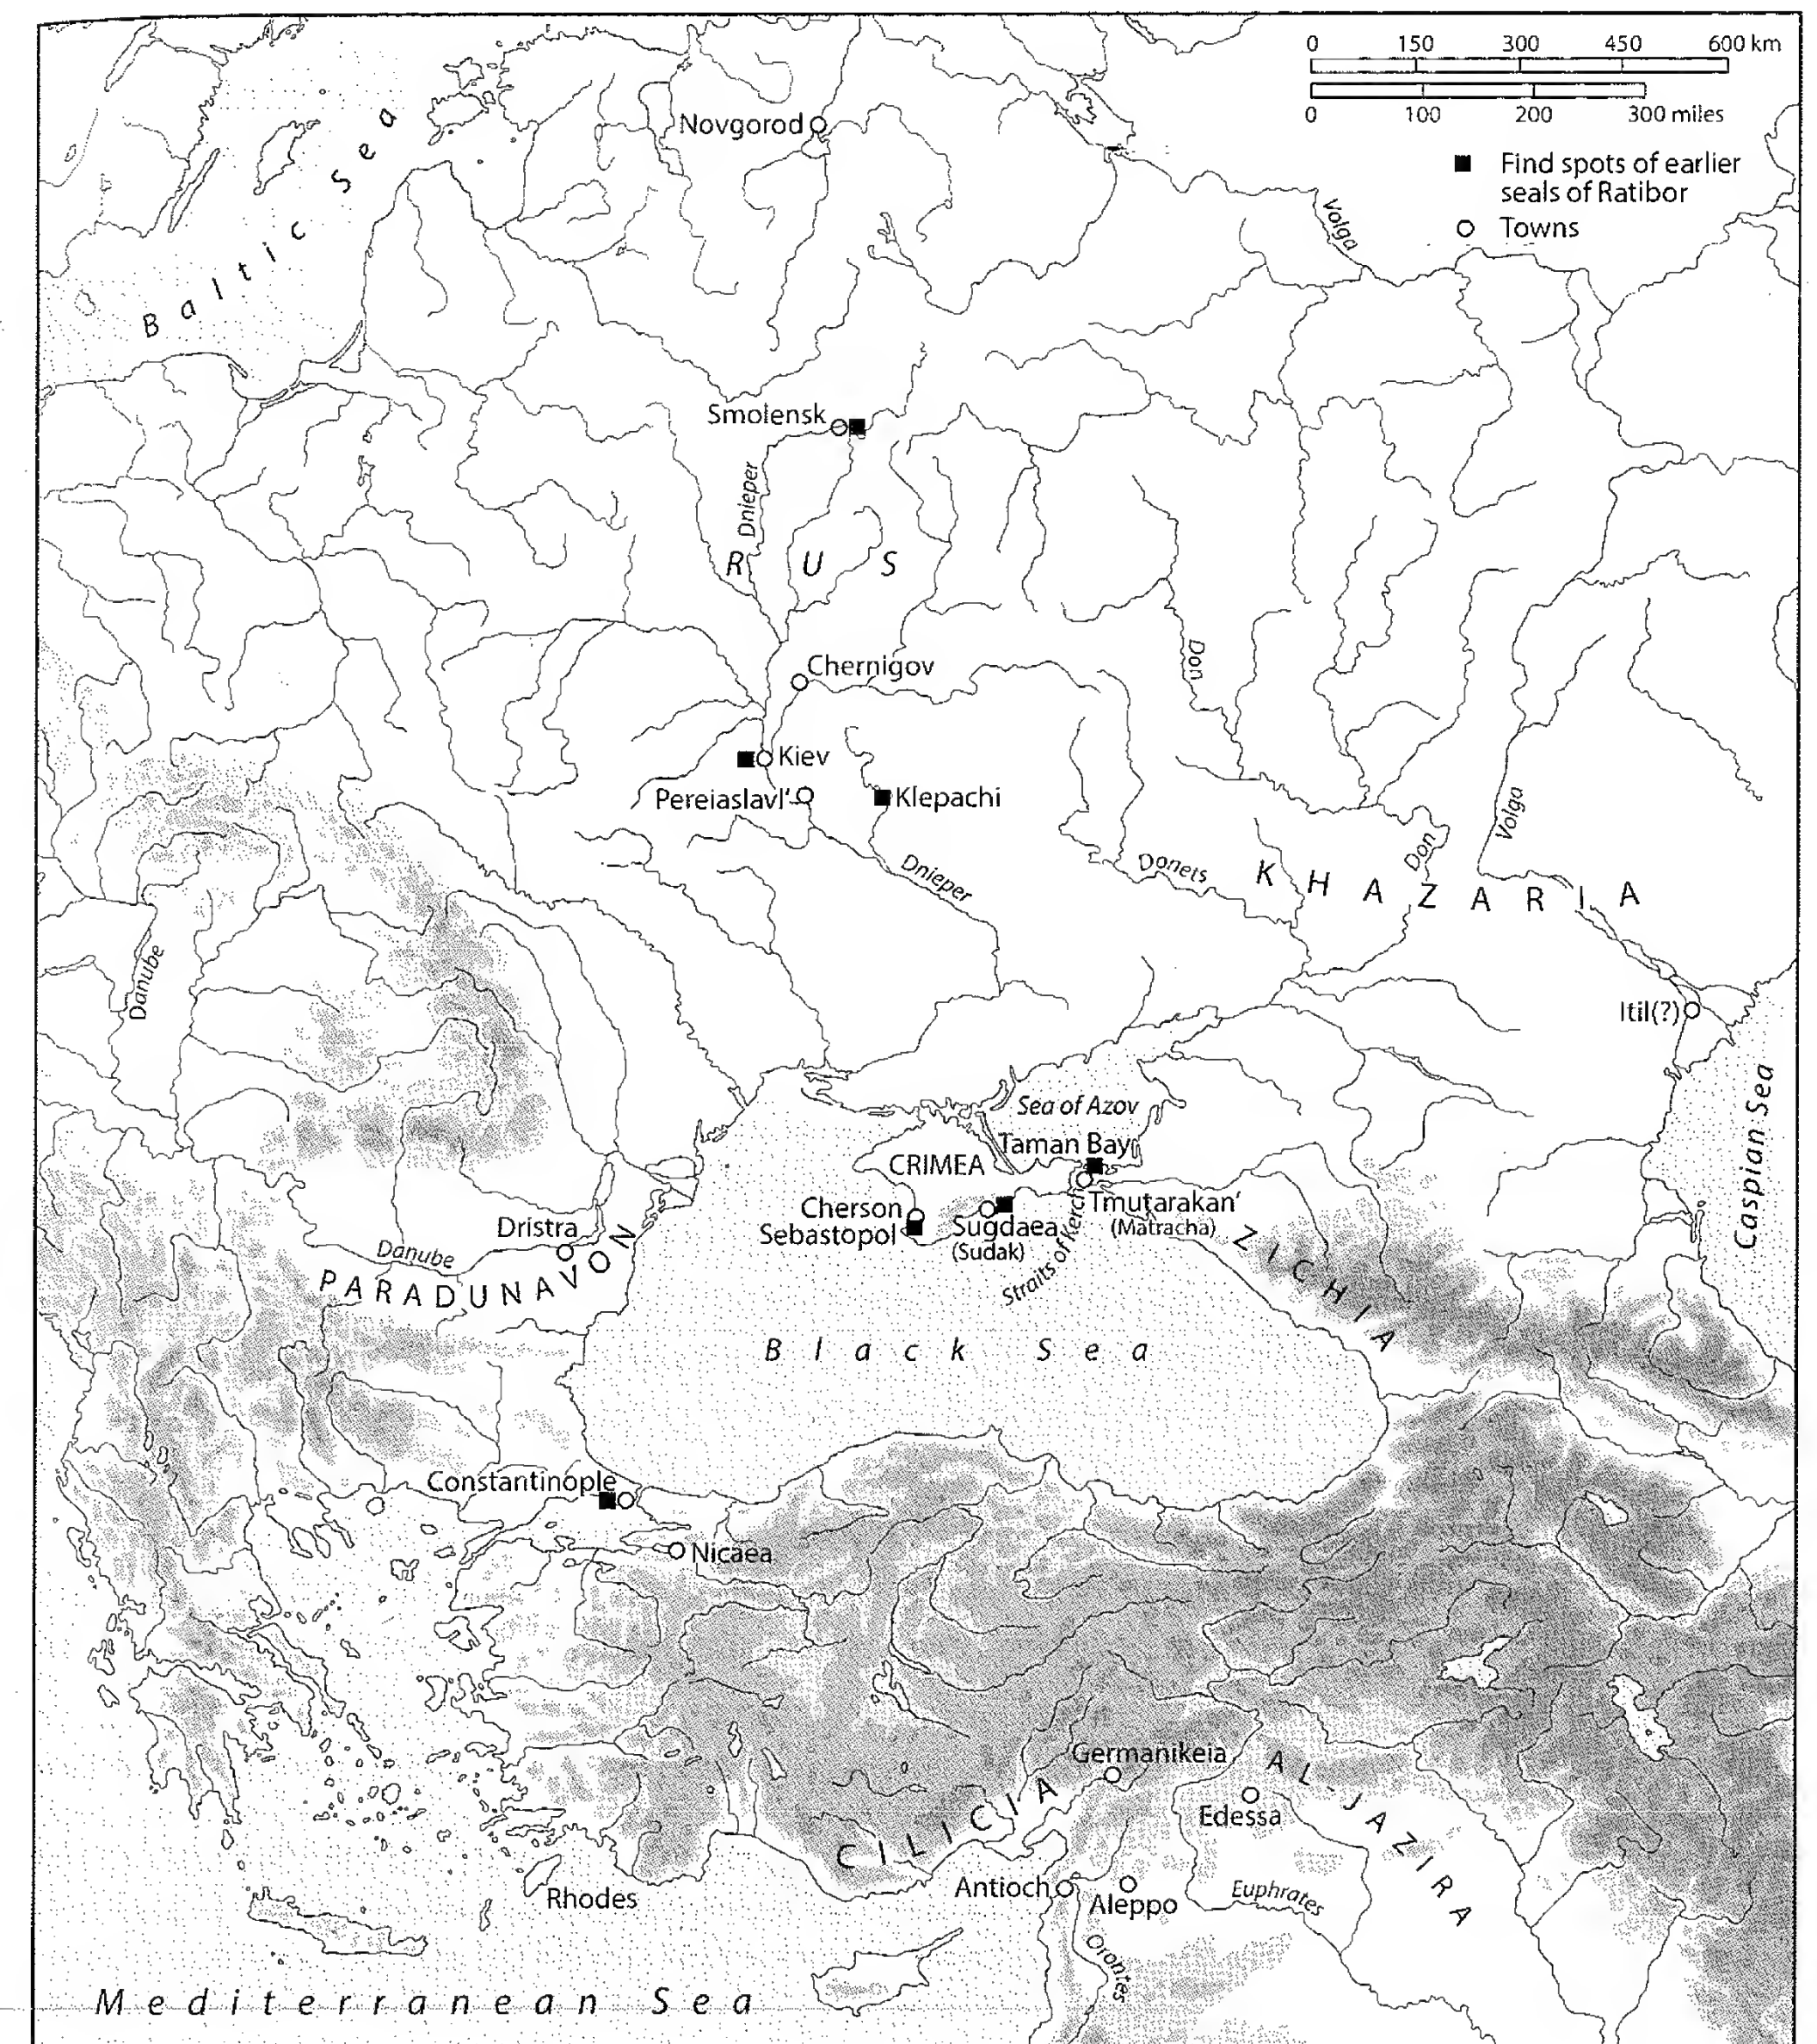 0 150 300 450 600 km
0 100 200 300 miles
Find spots of earlier
seals of Ratibor
Towns
Novgorod
Baltic Sea
Volga
Smolensk
Dnieper
RUS
Don
Chernigov
Kiev
Pereiaslavl'
Klepachi
Dnieper
Donets
KHAZARIA
Don
Volga
Danube
Itil(?)
Caspian Sea
Sea of Azov
Taman Bay
CRIMEA
Cherson
Sebastopol
Sugdaea
(Sudak)
Straits of Kerch
Tmutarakan'
(Matracha)
ZICHIA
Dristra
Danube
PARADUNAVON
Black Sea
Constantinople
Nicaea
Germanikeia
AL-JAZIRA
Edessa
CILICIA
Rhodes
Antioch
Aleppo
Euphrates
Orontes
Mediterranean Sea